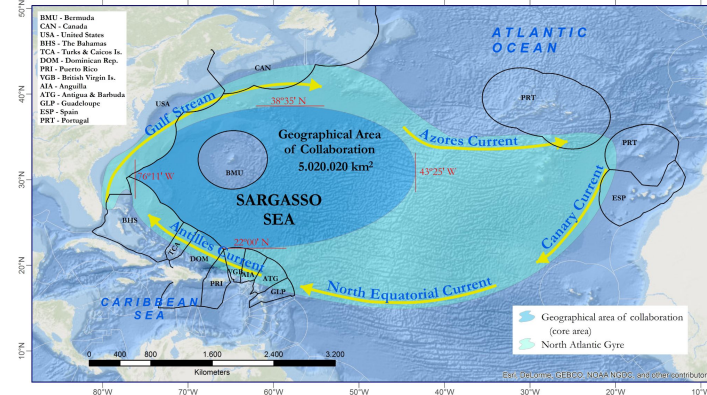 BMU - Bermuda
CAN - Canada
USA - United States
BHS - The Bahamas
TCA - Turks & Caicos Is.
DOM - Dominican Rep.
PRI - Puerto Rico
VGB - British Virgin Is.
AIA - Anguilla
ATG - Antigua & Barbuda
GLP - Guadeloupe
ESP - Spain
PRT - Portugal
ATLANTIC
OCEAN
CAN
USA
Gulf Stream
38°35' N
PRT
Azores Current
PRT
Geographical Area
of Collaboration
5.020.020 km²
BMU
76°11' W
43°25' W
SARGASSO
SEA
ESP
Canary Current
BHS
Antilles Current
22°00' N
TCA
DOM
PRI
VGB
AIA
ATG
GLP
North Equatorial Current
CARIBBEAN
SEA
Geographical area of collaboration
(core area)
North Atlantic Gyre
0 400 800 1.600 2.400 3.200
Kilometers
Esri, DeLorme, GEBCO, NOAA NGDC, and other contributor
50°N
40°N
30°N
20°N
10°N
80°W 70°W 60°W 50°W 40°W 30°W 20°W 10°W